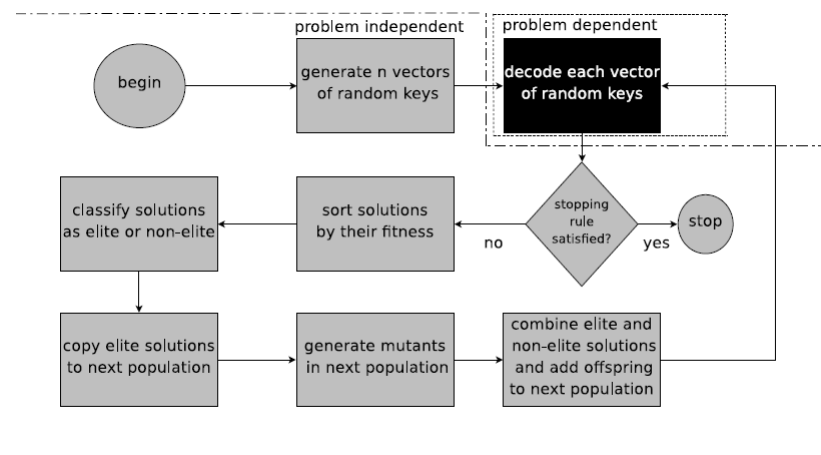 problem independent
problem dependent
begin
generate n vectors
of random keys
decode each vector
of random keys
stopping
rule
satisfied?
no
yes
stop
sort solutions
by their fitness
classify solutions
as elite or non-elite
copy elite solutions
to next population
generate mutants
in next population
combine elite and
non-elite solutions
and add offspring
to next population